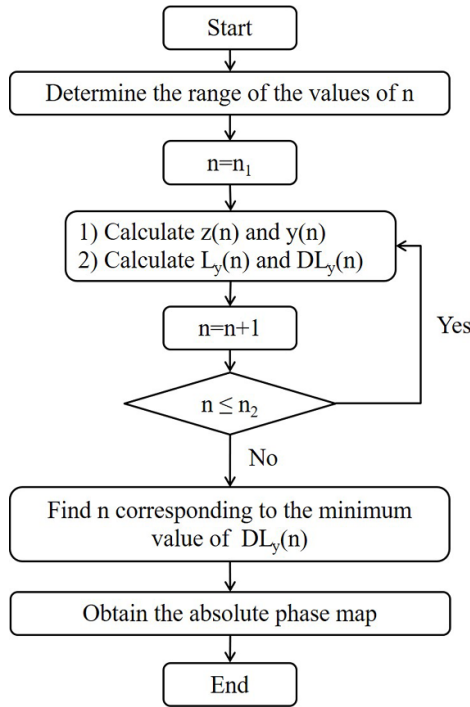 Start
Determine the range of the values of n
n=n₁
1) Calculate z(n) and y(n)
2) Calculate Lᵧ(n) and DLᵧ(n)
Yes
n=n+1
n ≤ n₂
No
Find n corresponding to the minimum
value of DLᵧ(n)
Obtain the absolute phase map
End